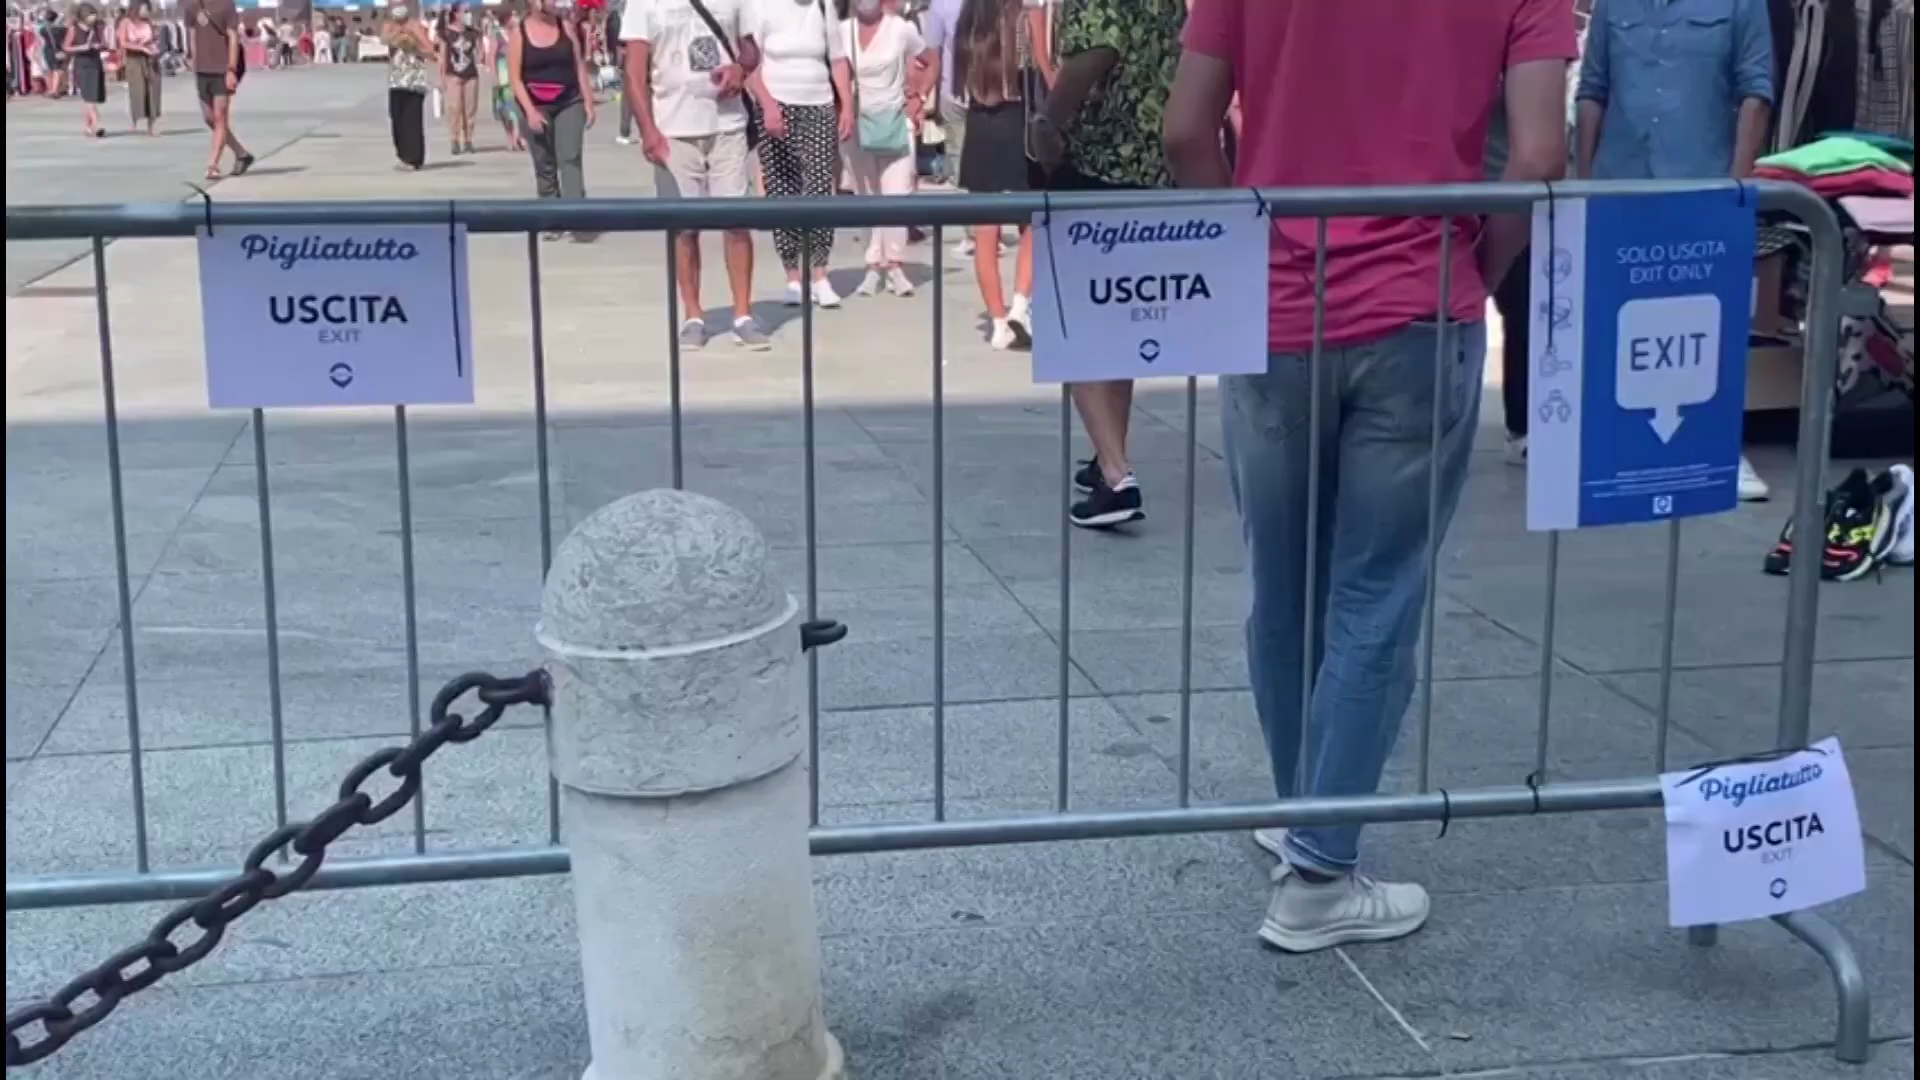 Pigliatutto
USCITA
EXIT
Pigliatutto
USCITA
EXIT
SOLO USCITA
EXIT ONLY
EXIT
Pigliatutto
USCITA
EXIT